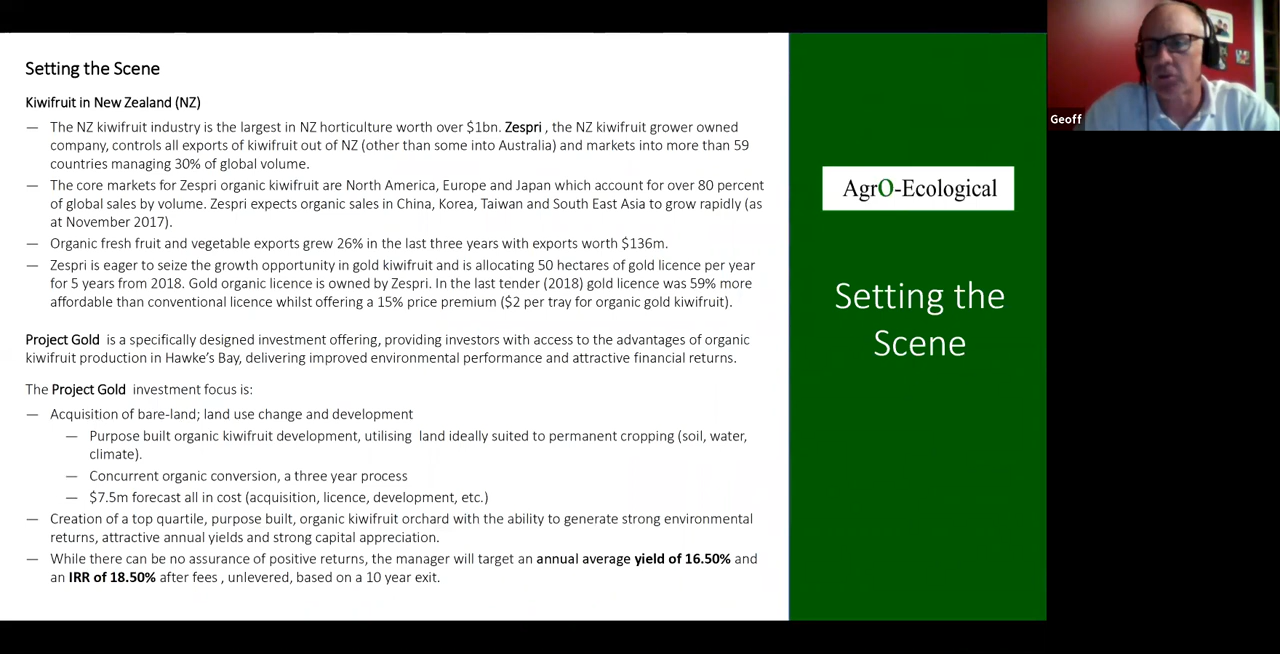 Setting the Scene
Kiwifruit in New Zealand (NZ)
— The NZ kiwifruit industry is the largest in NZ horticulture worth over $1bn. Zespri , the NZ kiwifruit grower owned
company, controls all exports of kiwifruit out of NZ (other than some into Australia) and markets into more than 59
countries managing 30% of global volume.
— The core markets for Zespri organic kiwifruit are North America, Europe and Japan which account for over 80 percent
of global sales by volume. Zespri expects organic sales in China, Korea, Taiwan and South East Asia to grow rapidly (as
at November 2017).
— Organic fresh fruit and vegetable exports grew 26% in the last three years with exports worth $136m.
— Zespri is eager to seize the growth opportunity in gold kiwifruit and is allocating 50 hectares of gold licence per year
for 5 years from 2018. Gold organic licence is owned by Zespri. In the last tender (2018) gold licence was 59% more
affordable than conventional licence whilst offering a 15% price premium ($2 per tray for organic gold kiwifruit).
Project Gold is a specifically designed investment offering, providing investors with access to the advantages of organic
kiwifruit production in Hawke's Bay, delivering improved environmental performance and attractive financial returns.
The Project Gold investment focus is:
— Acquisition of bare-land; land use change and development
— Purpose built organic kiwifruit development, utilising land ideally suited to permanent cropping (soil, water,
climate).
— Concurrent organic conversion, a three year process
— $7.5m forecast all in cost (acquisition, licence, development, etc.)
— Creation of a top quartile, purpose built, organic kiwifruit orchard with the ability to generate strong environmental
returns, attractive annual yields and strong capital appreciation.
— While there can be no assurance of positive returns, the manager will target an annual average yield of 16.50% and
an IRR of 18.50% after fees , unlevered, based on a 10 year exit.
AgrO-Ecological
Setting the
Scene
Geoff